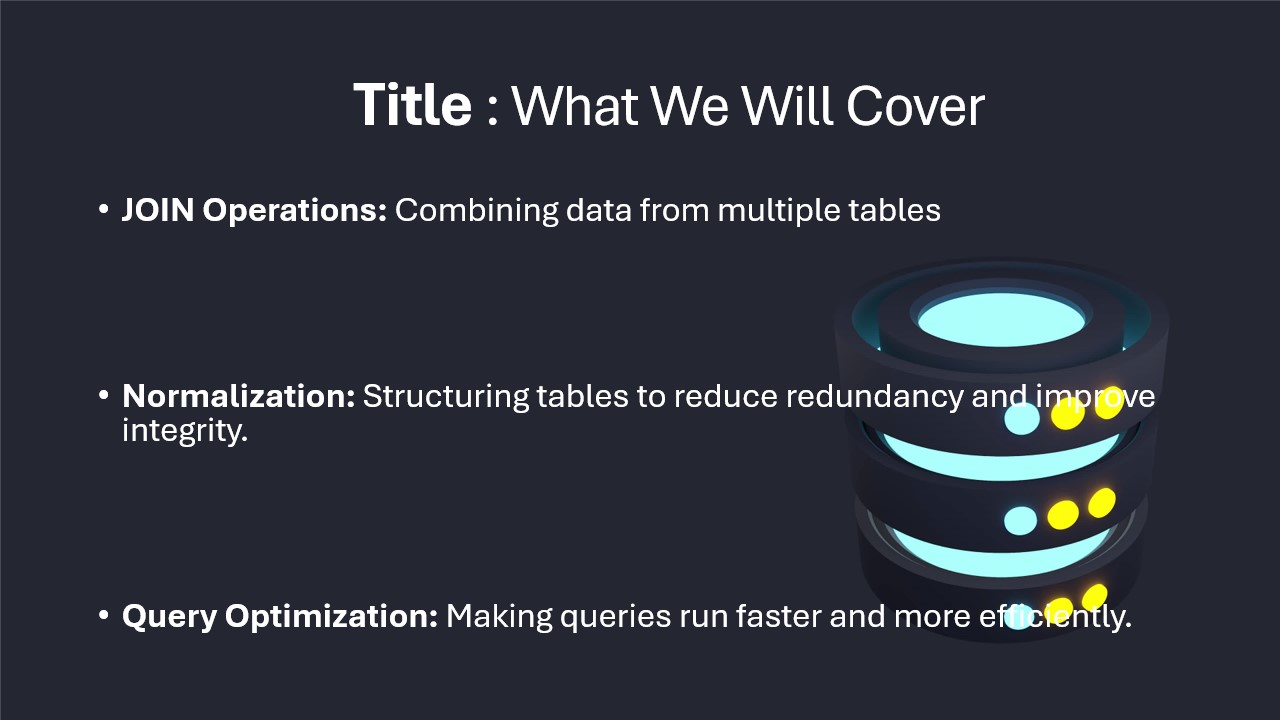 Title : What We Will Cover
• JOIN Operations: Combining data from multiple tables
• Normalization: Structuring tables to reduce redundancy and improve
integrity.
• Query Optimization: Making queries run faster and more efficiently.